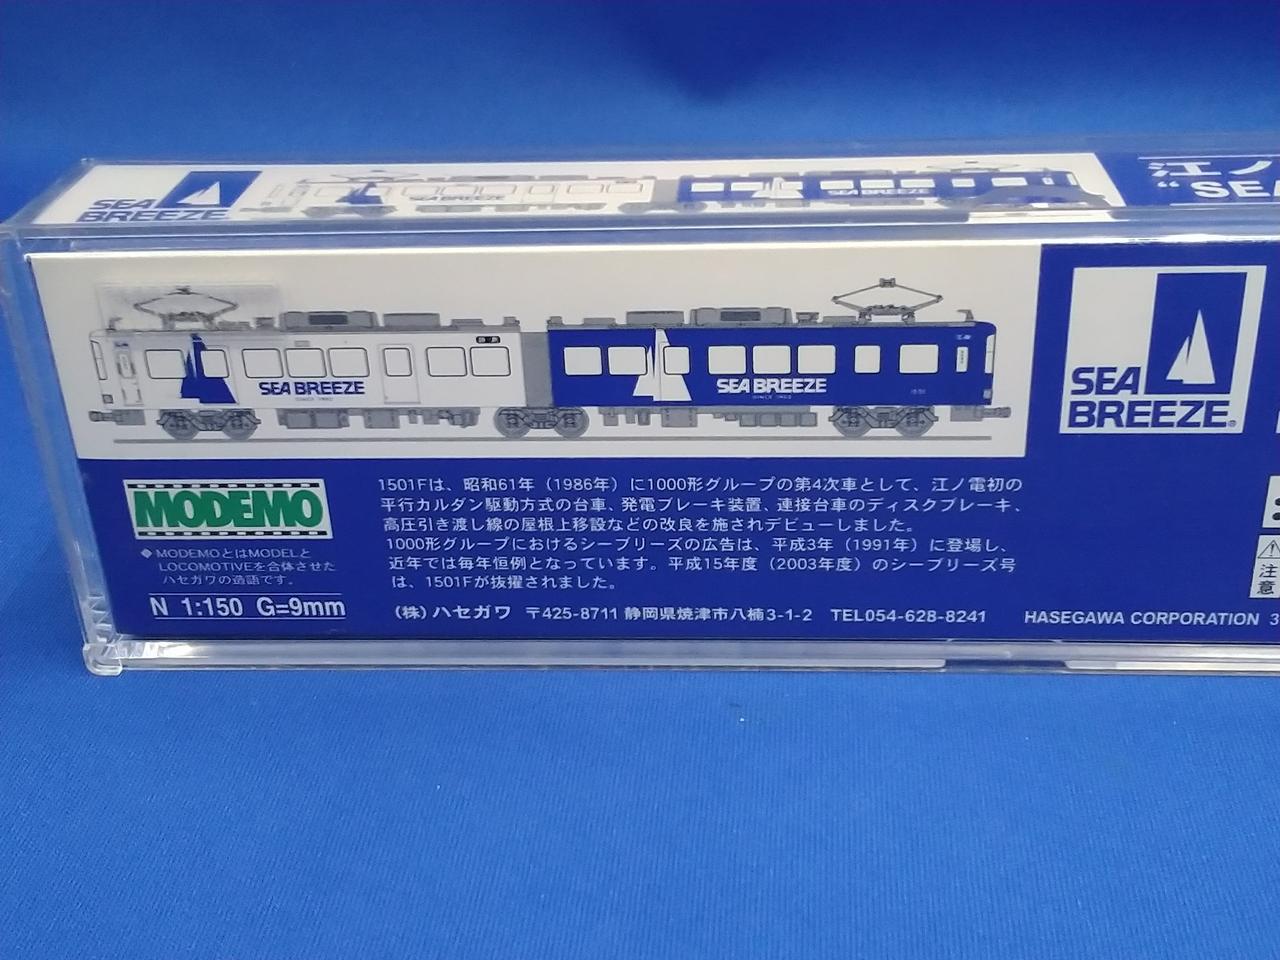 SEA
BREEZE
SEA BREEZE
SEA BREEZE
江ノ
"SEA
SEA BREEZE
SINCE 1902
SEA BREEZE
SINCE 1902
SEA
BREEZE®
MODEMO
◆MODEMOとはMODELと
LOCOMOTIVEを合体させた
ハセガワの造語です。
N 1:150 G=9mm
1501Fは、昭和61年（1986年）に1000形グループの第4次車として、江ノ電初の
平行カルダン駆動方式の台車、発電ブレーキ装置、連接台車のディスクブレーキ、
高圧引き渡し線の屋根上移設などの改良を施されデビューしました。
1000形グループにおけるシーブリーズの広告は、平成3年（1991年）に登場し、
近年では毎年恒例となっています。平成15年度（2003年度）のシーブリーズ号
は、1501Fが抜擢されました。
（株）ハセガワ 〒425-8711 静岡県焼津市八楠3-1-2 TEL054-628-8241
HASEGAWA CORPORATION 3
注意